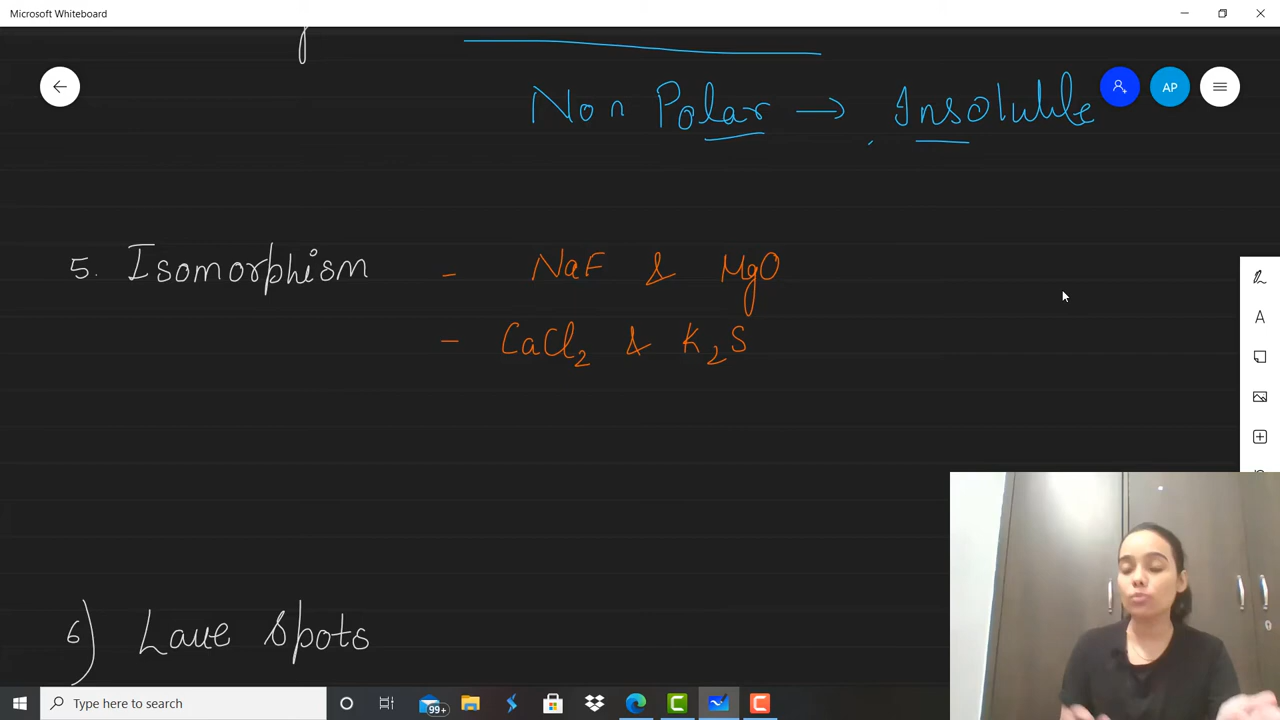 Microsoft Whiteboard
Non Polar → Insoluble
AP
5. Isomorphism - NaF & MgO
- CaCl2 & K2S
A
6) Laue Spots
Type here to search
99+